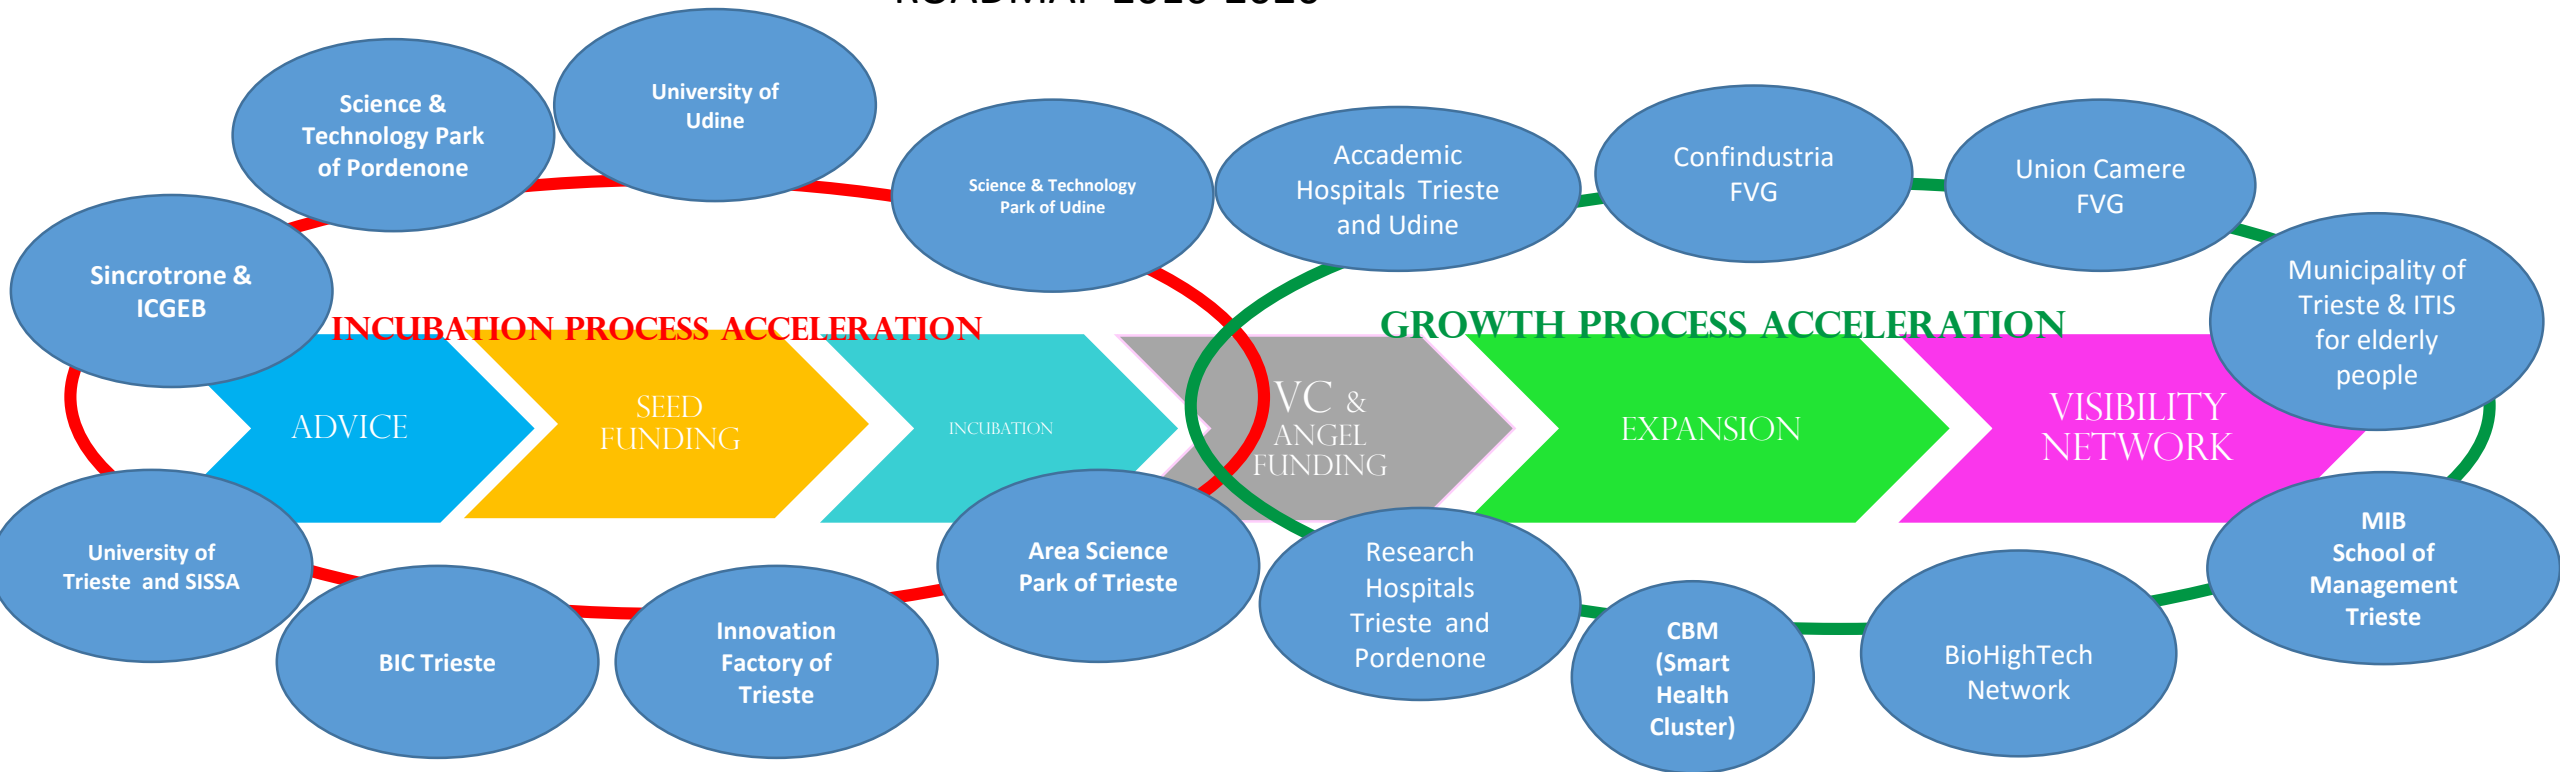 ROADMAP
Science &
Technology Park
of Pordenone
University of
Udine
Science & Technology
Park of Udine
Accademic
Hospitals Trieste
and Udine
Confindustria
FVG
Union Camere
FVG
Municipality of
Trieste & ITIS
for elderly
people
Sincrotrone &
ICGEB
INCUBATION PROCESS ACCELERATION
GROWTH PROCESS ACCELERATION
ADVICE
SEED
FUNDING
INCUBATION
VC &
ANGEL
FUNDING
EXPANSION
VISIBILITY
NETWORK
University of
Trieste and SISSA
BIC Trieste
Innovation
Factory of
Trieste
Area Science
Park of Trieste
Research
Hospitals
Trieste and
Pordenone
CBM
(Smart
Health
Cluster)
BioHighTech
Network
MIB
School of
Management
Trieste